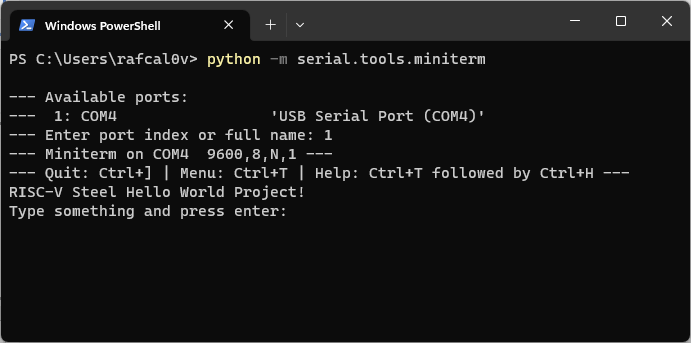 Windows PowerShell
PS C:\Users\rafcal0v> python -m serial.tools.miniterm
--- Available ports:
---  1: COM4                 'USB Serial Port (COM4)'
--- Enter port index or full name: 1
--- Miniterm on COM4  9600,8,N,1 ---
--- Quit: Ctrl+] | Menu: Ctrl+T | Help: Ctrl+T followed by Ctrl+H ---
RISC-V Steel Hello World Project!
Type something and press enter: